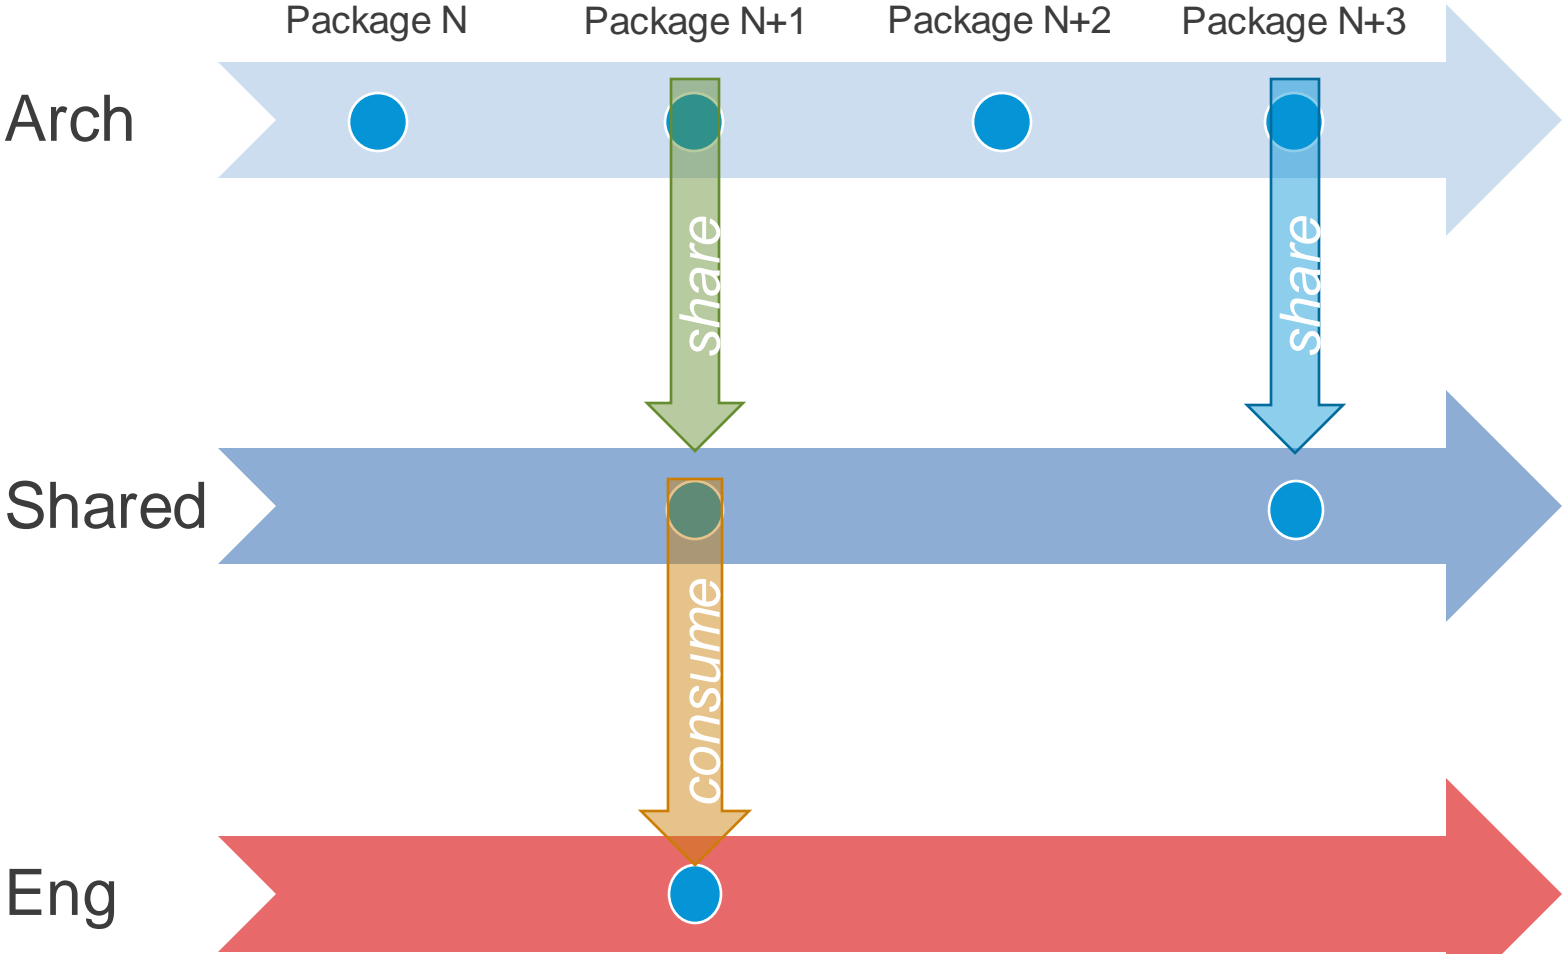 Package N
Package N+1
Package N+2
Package N+3
Arch
share
share
Shared
consume
Eng